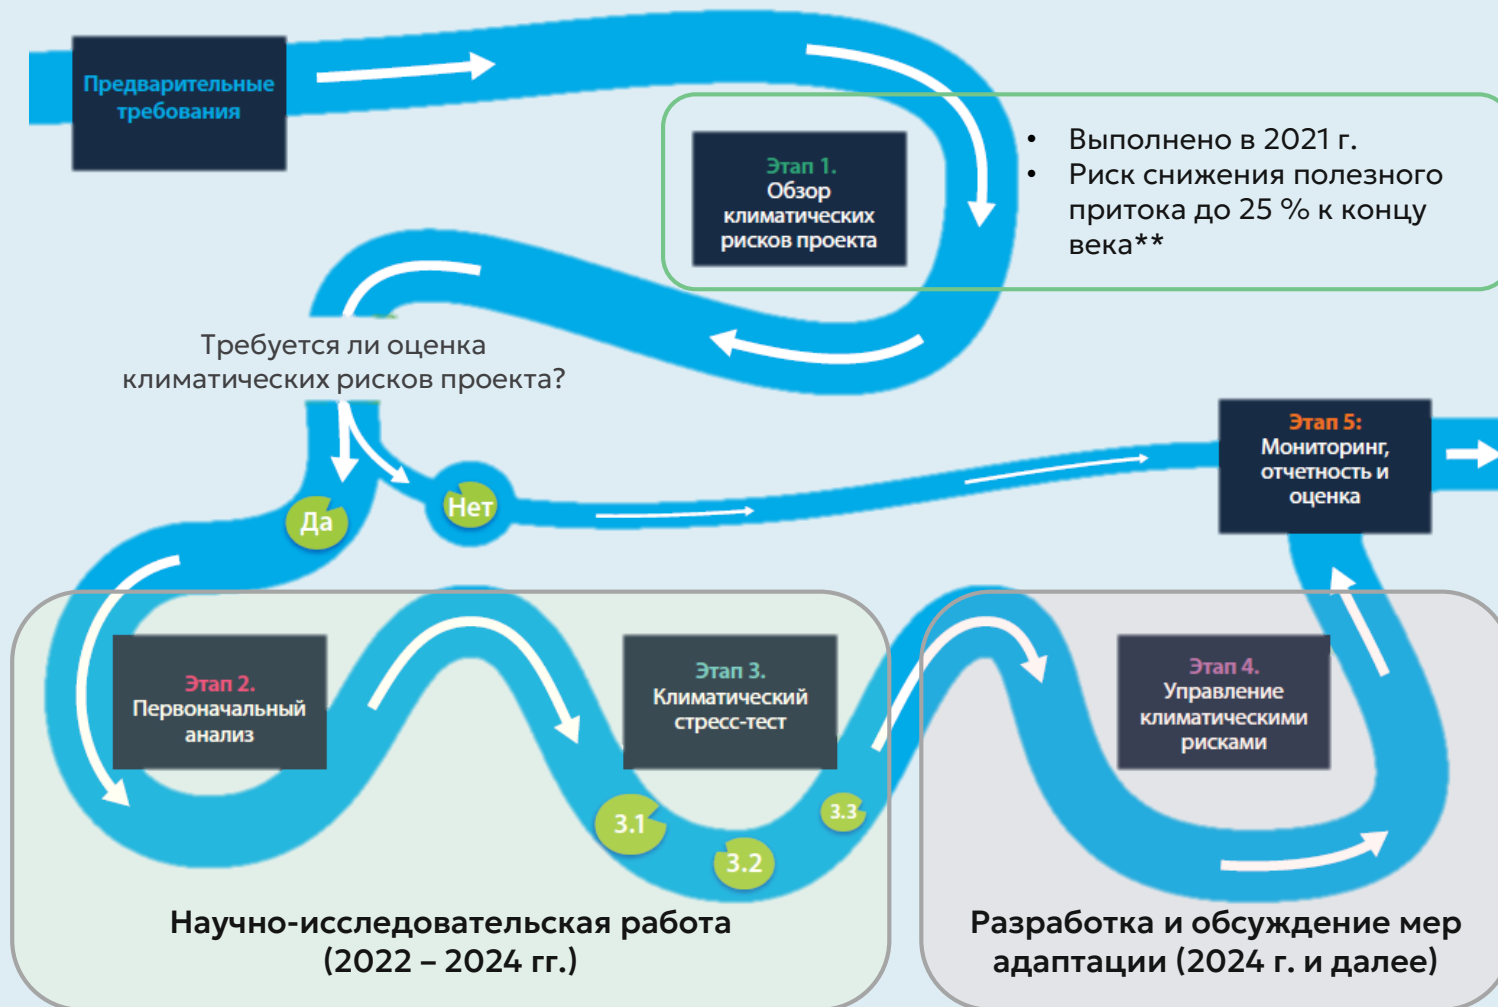 Предварительные
требования
Этап 1.
Обзор
климатических
рисков проекта
• Выполнено в 2021 г.
• Риск снижения полезного
притока до 25 % к концу
века**
Требуется ли оценка
климатических рисков проекта?
Да
Нет
Этап 5:
Мониторинг,
отчетность и
оценка
Этап 2.
Первоначальный
анализ
Этап 3.
Климатический
стресс-тест
3.1
3.2
3.3
Этап 4.
Управление
климатическими
рисками
Научно-исследовательская работа
(2022 – 2024 гг.)
Разработка и обсуждение мер
адаптации (2024 г. и далее)